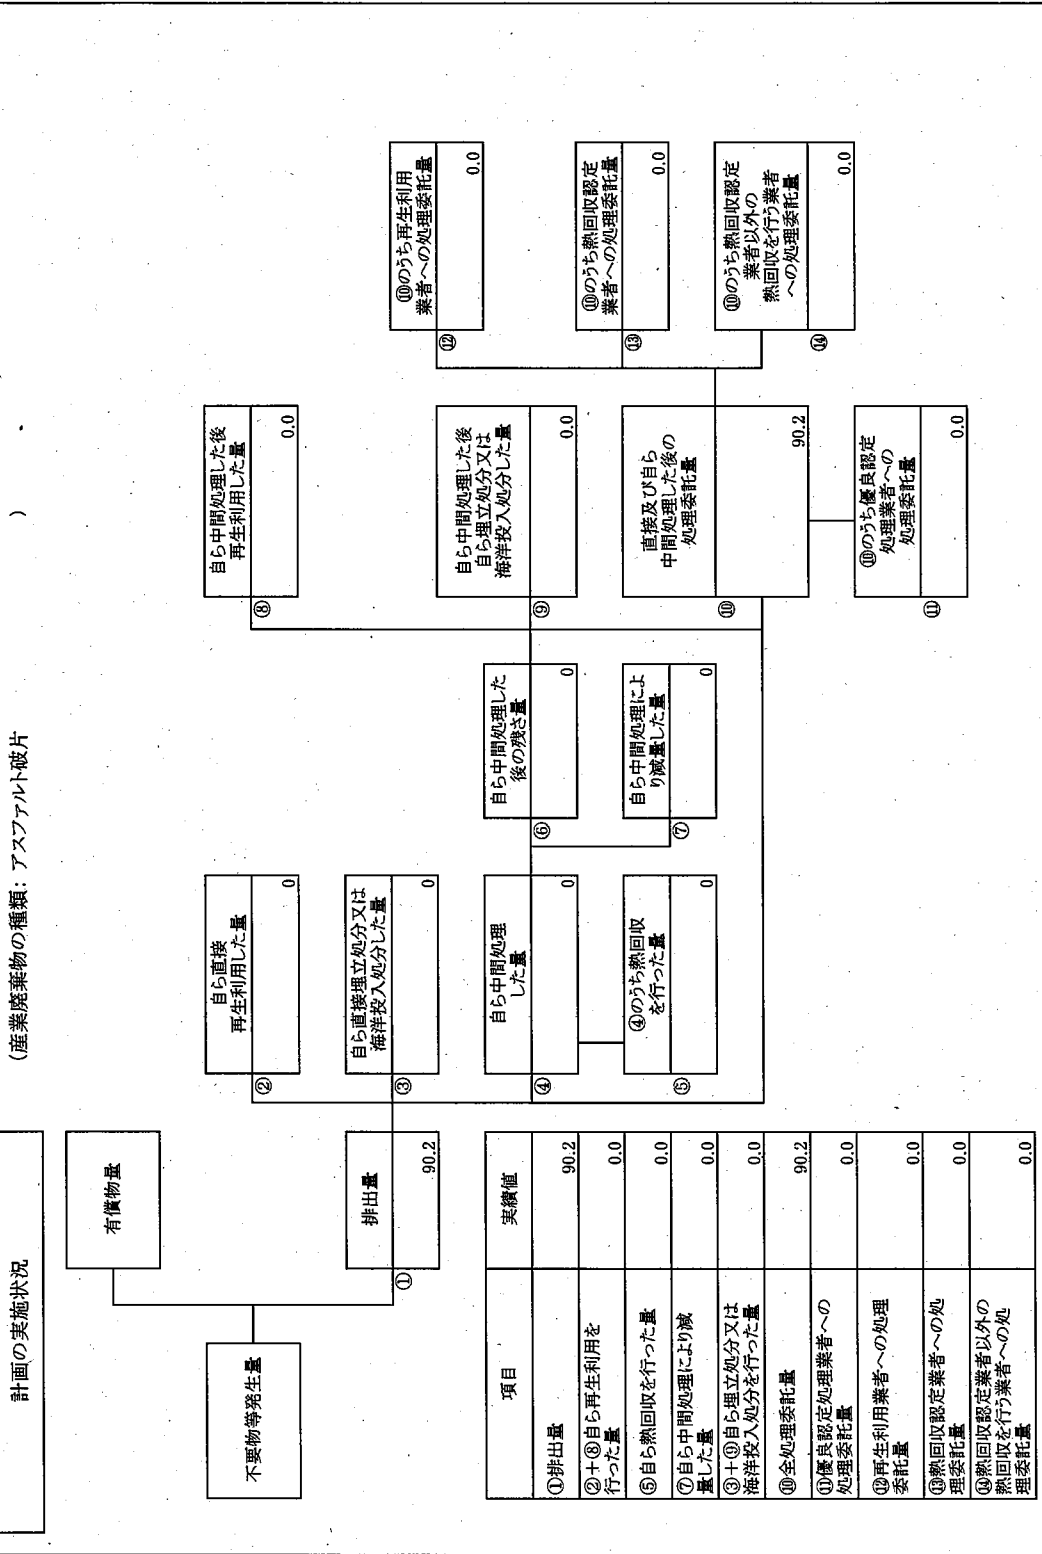 計画の実施状況
(産業廃棄物の種類: アスファルト破片
)
不要物等発生量
有償物量
①
排出量
90.2
②
自ら直接
再生利用した量
0
③
自ら直接埋立処分又は
海洋投入処分した量
0
④
自ら中間処理
した量
0
⑤
④のうち熱回収
を行った量
0
⑥
自ら中間処理した
後の残さ量
0
⑦
自ら中間処理によ
り減量した量
0
⑧
自ら中間処理した後
再生利用した量
0.0
⑨
自ら中間処理した後
自ら埋立処分又は
海洋投入処分した量
0.0
⑩
直接及び自ら
中間処理した後の
処理委託量
90.2
⑪
⑩のうち優良認定
処理業者への
処理委託量
0.0
⑫
⑩のうち再生利用
業者への処理委託量
0.0
⑬
⑩のうち熱回収認定
業者への処理委託量
0.0
⑭
⑩のうち熱回収認定
業者以外の
熱回収を行う業者
への処理委託量
0.0
項目 実績値
①排出量 90.2
②+⑧自ら再生利用を
行った量 0.0
⑤自ら熱回収を行った量 0.0
⑦自ら中間処理により減
量した量 0.0
③+⑨自ら埋立処分又は
海洋投入処分を行った量 0.0
⑩全処理委託量 90.2
⑪優良認定処理業者への
処理委託量 0.0
⑫再生利用業者への処理
委託量 0.0
⑬熱回収認定業者への処
理委託量 0.0
⑭熱回収認定業者以外の
熱回収を行う業者への処
理委託量 0.0